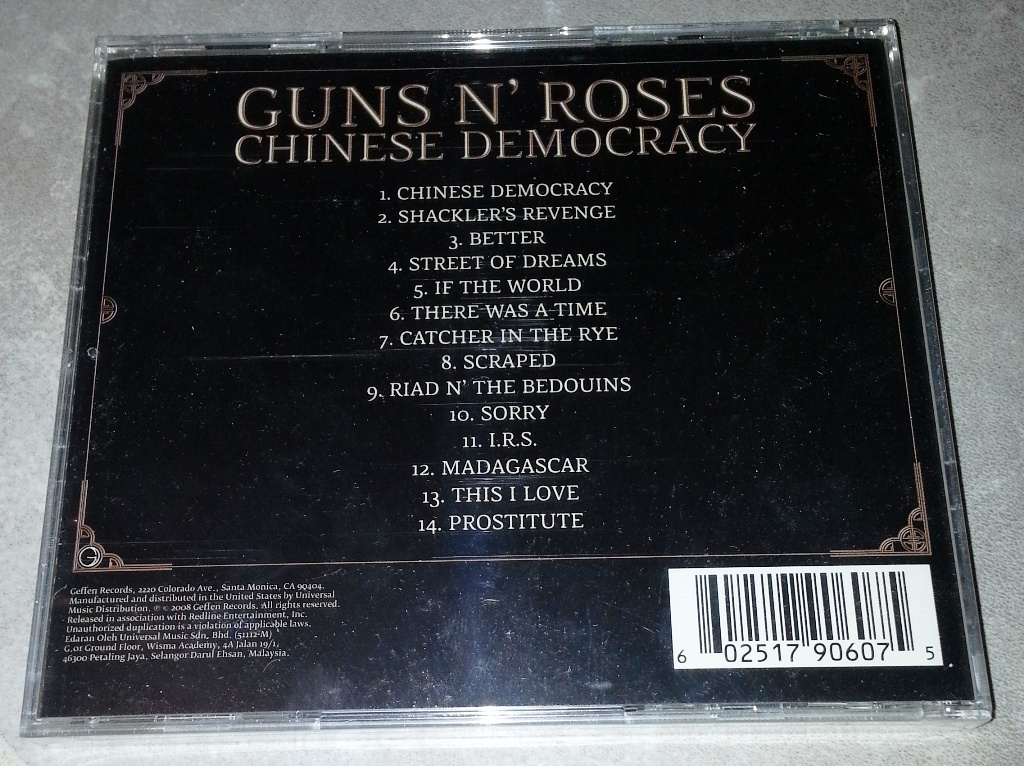 GUNS N' ROSES
CHINESE DEMOCRACY
1. CHINESE DEMOCRACY
2. SHACKLER'S REVENGE
3. BETTER
4. STREET OF DREAMS
5. IF THE WORLD
6. THERE WAS A TIME
7. CATCHER IN THE RYE
8. SCRAPED
9. RIAD N' THE BEDOUINS
10. SORRY
11. I.R.S.
12. MADAGASCAR
13. THIS I LOVE
14. PROSTITUTE
G
Geffen Records, 2220 Colorado Ave., Santa Monica, CA 90404.
Manufactured and distributed in the United States by Universal
Music Distribution. ℗ © 2008 Geffen Records. All rights reserved.
Released in association with Redline Entertainment, Inc.
Unauthorized duplication is a violation of applicable laws.
Edaran Oleh Universal Music Sdn. Bhd. (51112-M)
G.01 Ground Floor, Wisma Academy, 4A Jalan 19/1,
46300 Petaling Jaya, Selangor Darul Ehsan, Malaysia.
6 02517 90607 5